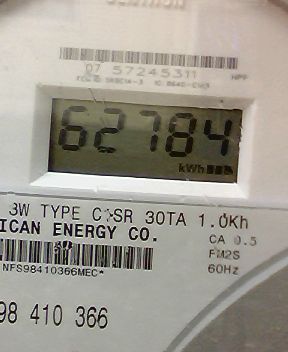 07 57245311
62784
kWh
3W TYPE C SR 30TA 1.0Kh
ICAN ENERGY CO.
CA 0.5
FM2S
60Hz
NFS98410366MEC*
98 410 366